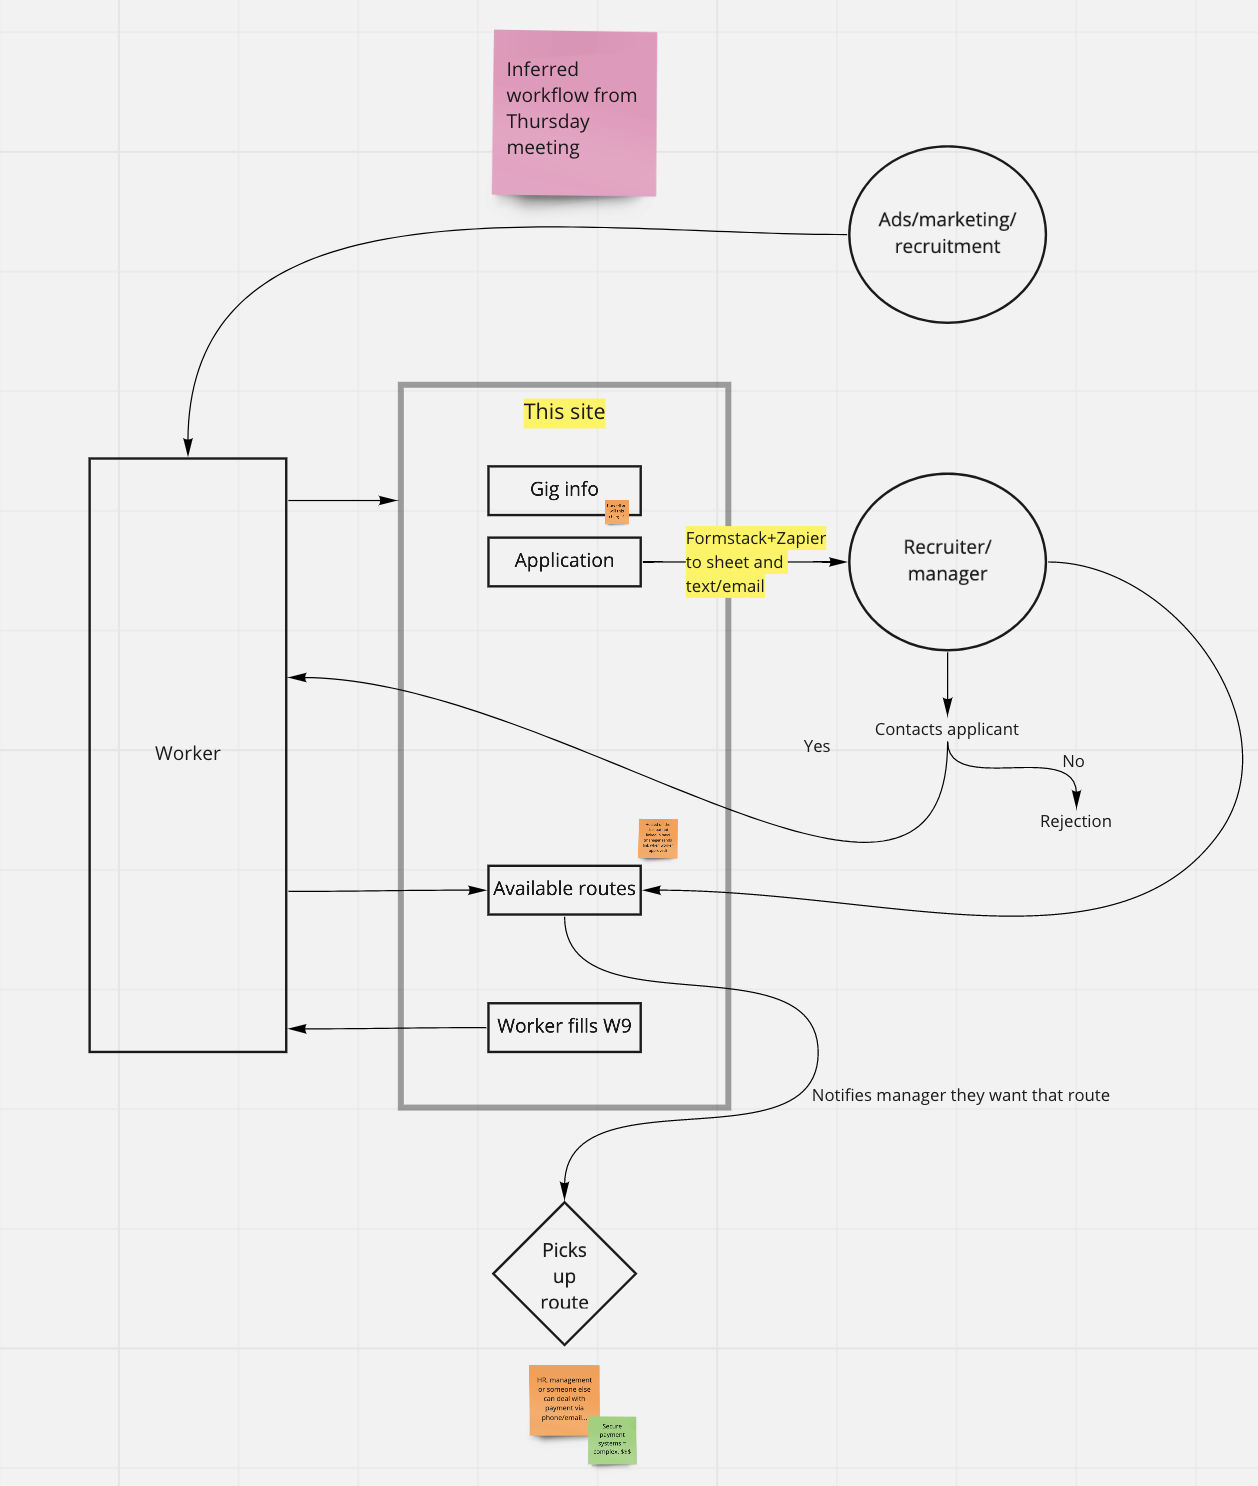 Inferred
workflow from
Thursday
meeting
Ads/marketing/
recruitment
This site
Gig info
Application
Formstack+Zapier
to sheet and
text/email
Recruiter/
manager
Contacts applicant
Yes
No
Rejection
Worker
Available routes
Worker fills W9
Notifies manager they want that route
Picks
up
route
HR, management
or someone else
can deal with
payment via
phone/email...
Secure
payment
systems =
complex, $$$